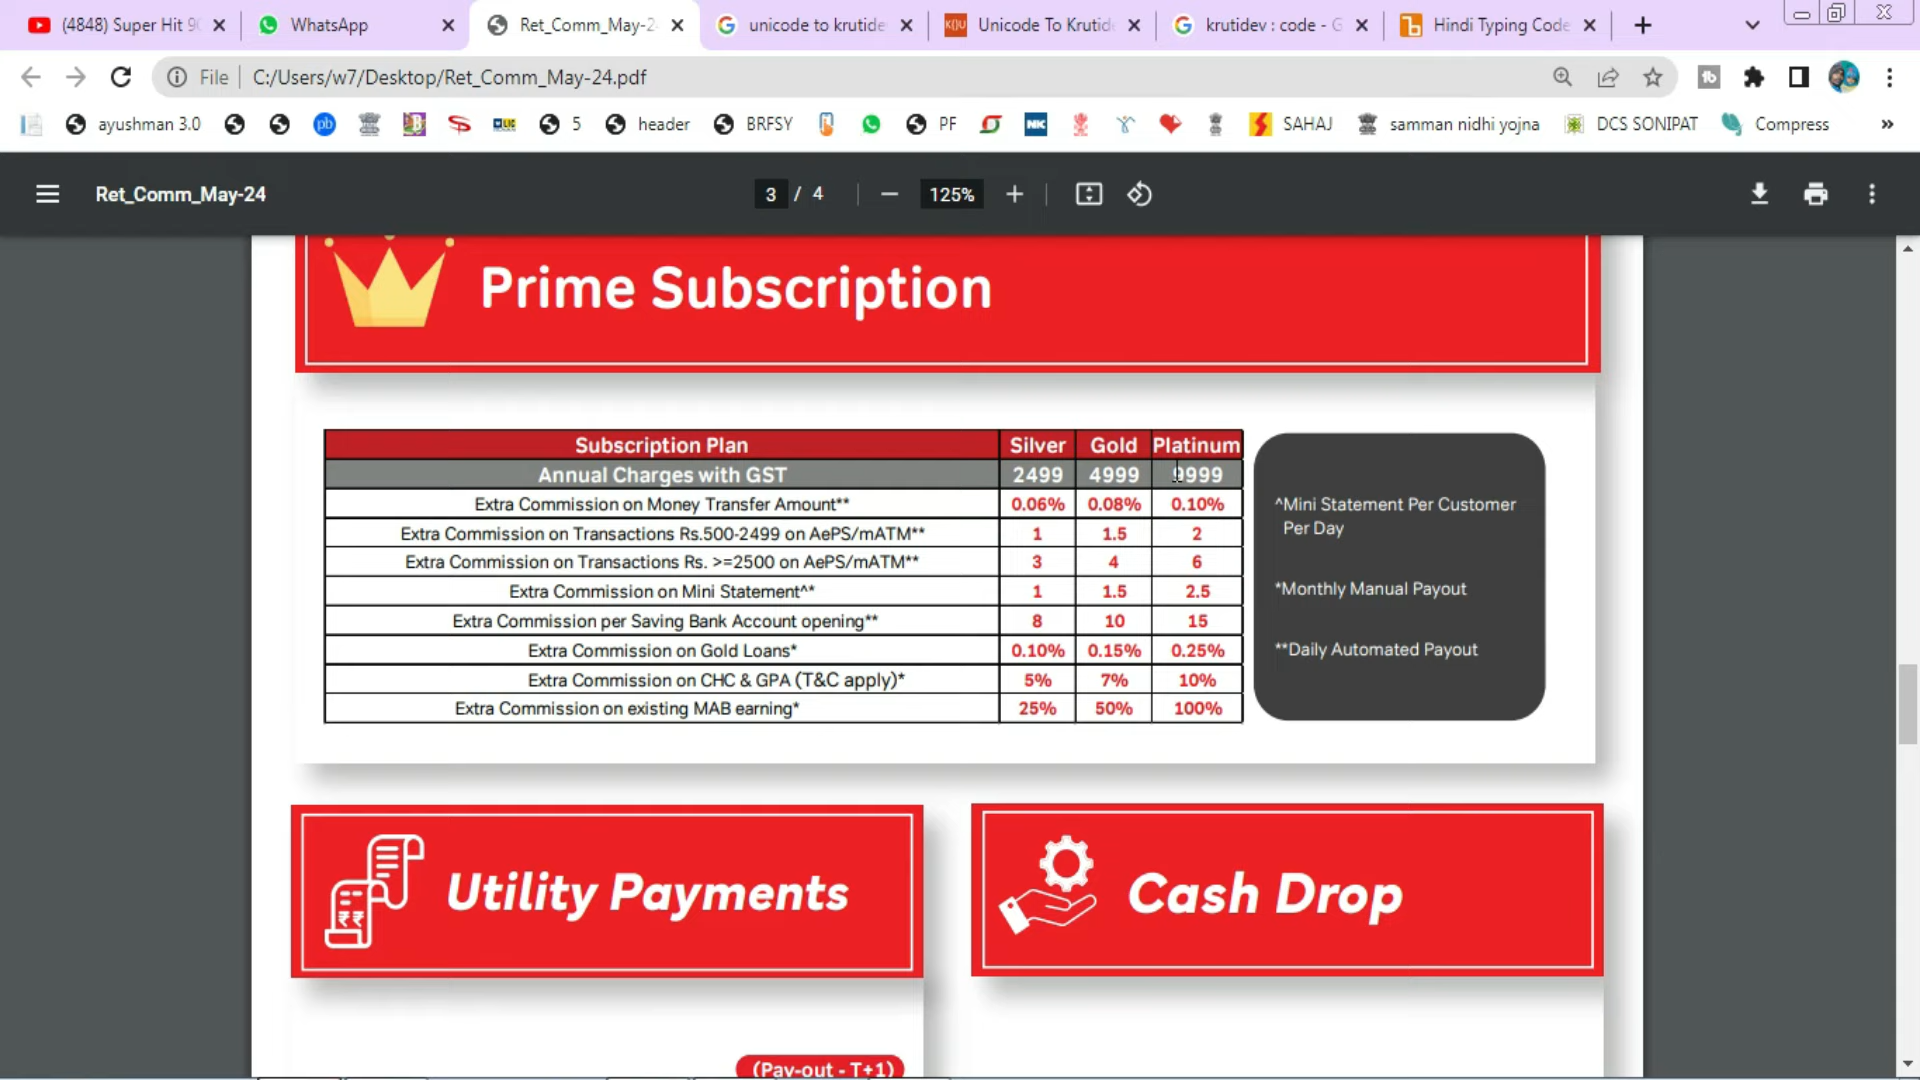 (4848) Super Hit 90
WhatsApp
Ret_Comm_May-24
unicode to krutide
Unicode To Krutide
krutidev : code - G
Hindi Typing Code
File
C:/Users/w7/Desktop/Ret_Comm_May-24.pdf
ayushman 3.0
pb
LIC
5
header
BRFSY
PF
NK
SAHAJ
samman nidhi yojna
DCS SONIPAT
Compress
»
Ret_Comm_May-24
3 / 4
125%
Prime Subscription
Subscription Plan Silver Gold Platinum
Annual Charges with GST 2499 4999 9999
Extra Commission on Money Transfer Amount** 0.06% 0.08% 0.10%
Extra Commission on Transactions Rs.500-2499 on AePS/mATM** 1 1.5 2
Extra Commission on Transactions Rs. >=2500 on AePS/mATM** 3 4 6
Extra Commission on Mini Statement^* 1 1.5 2.5
Extra Commission per Saving Bank Account opening** 8 10 15
Extra Commission on Gold Loans* 0.10% 0.15% 0.25%
Extra Commission on CHC & GPA (T&C apply)* 5% 7% 10%
Extra Commission on existing MAB earning* 25% 50% 100%
^Mini Statement Per Customer
Per Day
*Monthly Manual Payout
**Daily Automated Payout
Utility Payments
Cash Drop
(Pay-out - T+1)